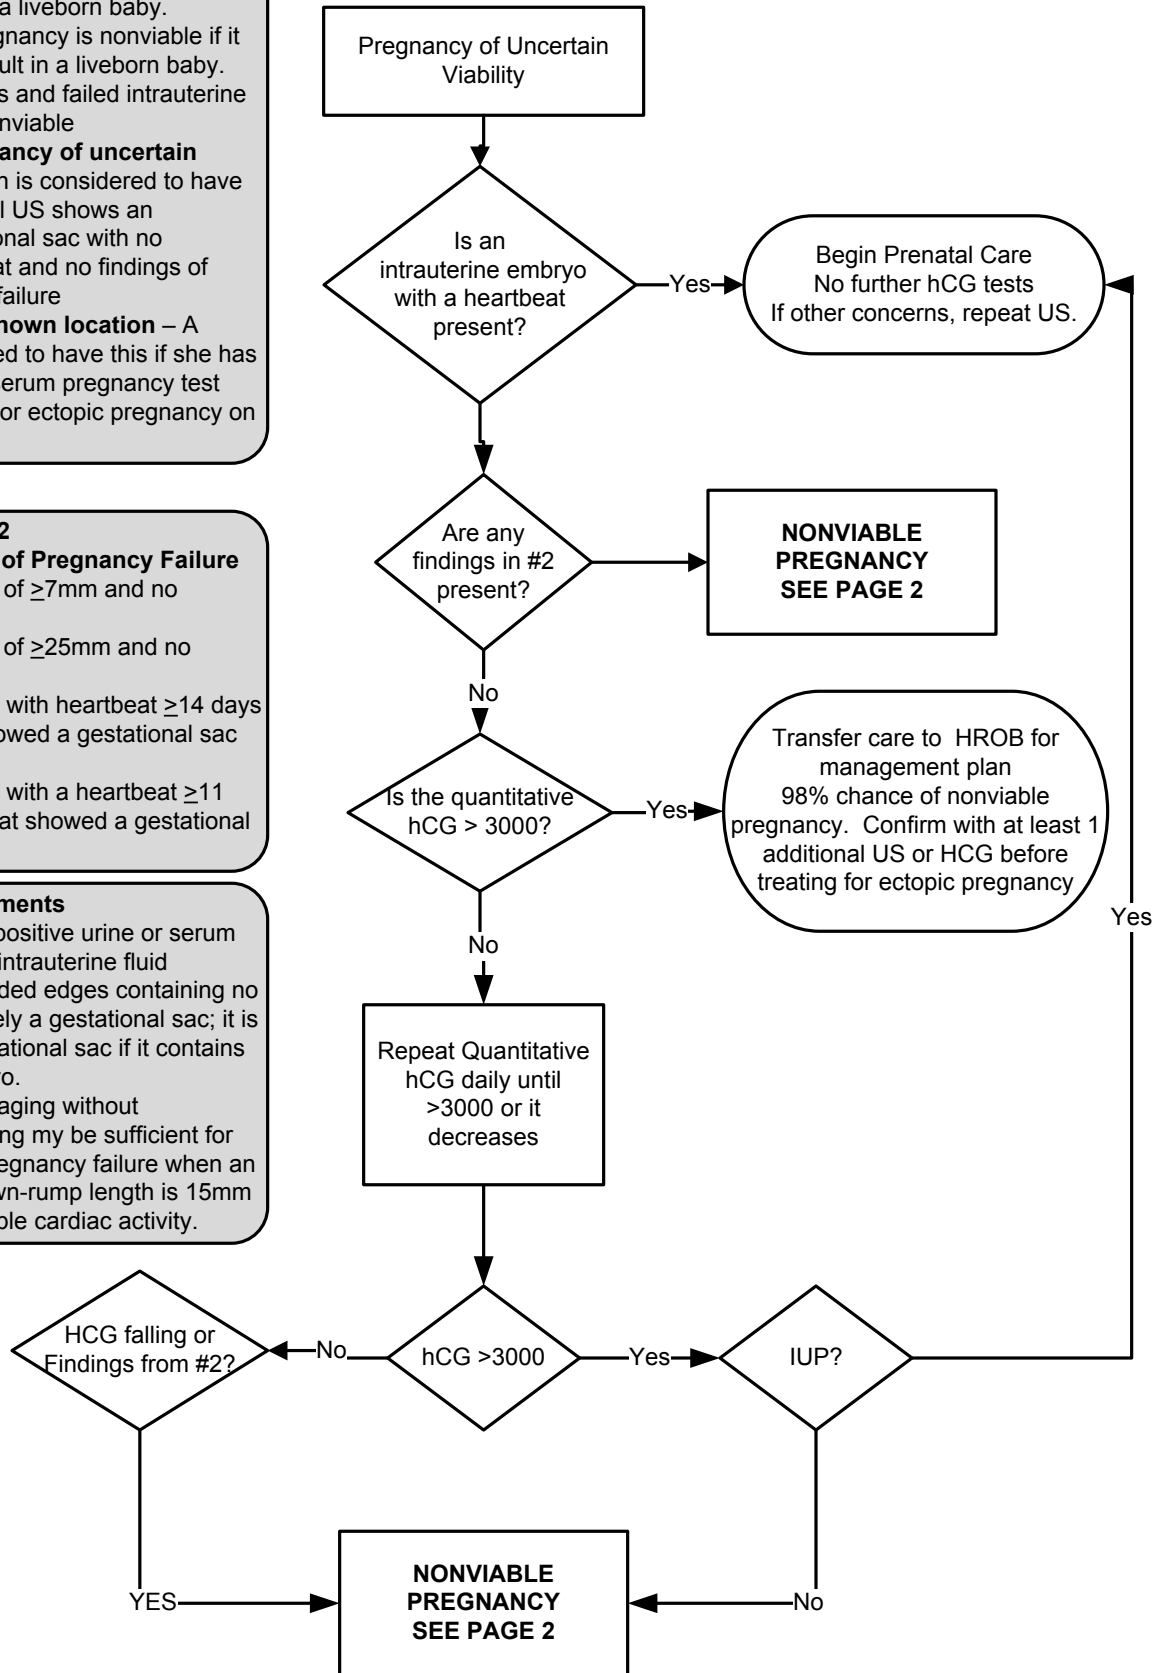 a liveborn baby.
gnancy is nonviable if it
ult in a liveborn baby.
s and failed intrauterine
nviable
ancy of uncertain
n is considered to have
l US shows an
onal sac with no
at and no findings of
failure
nown location – A
ed to have this if she has
serum pregnancy test
or ectopic pregnancy on
2
of Pregnancy Failure
of ≥7mm and no
of ≥25mm and no
with heartbeat ≥14 days
owed a gestational sac
with a heartbeat ≥11
at showed a gestational
ments
positive urine or serum
intrauterine fluid
ded edges containing no
ely a gestational sac; it is
ational sac if it contains
o.
aging without
ng my be sufficient for
egnancy failure when an
wn-rump length is 15mm
ble cardiac activity.
Pregnancy of Uncertain
Viability
Is an
intrauterine embryo
with a heartbeat
present?
Yes
Begin Prenatal Care
No further hCG tests
If other concerns, repeat US.
Are any
findings in #2
present?
NONVIABLE
PREGNANCY
SEE PAGE 2
No
Is the quantitative
hCG > 3000?
Yes
Transfer care to HROB for
management plan
98% chance of nonviable
pregnancy. Confirm with at least 1
additional US or HCG before
treating for ectopic pregnancy
Yes
No
Repeat Quantitative
hCG daily until
>3000 or it
decreases
HCG falling or
Findings from #2?
No
hCG >3000
Yes
IUP?
YES
NONVIABLE
PREGNANCY
SEE PAGE 2
No